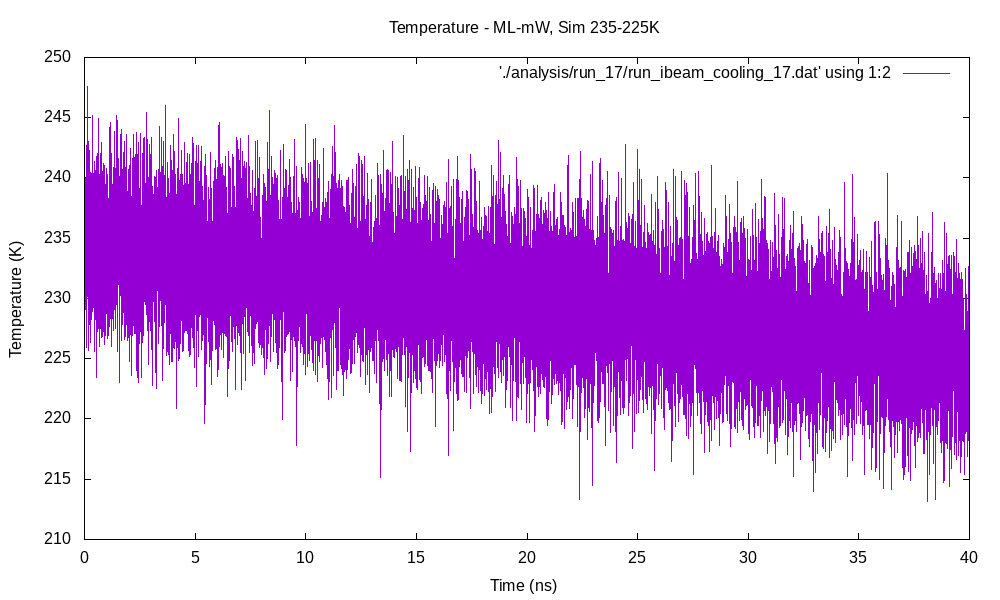 Temperature - ML-mW, Sim 235-225K
'./analysis/run_17/run_ibeam_cooling_17.dat' using 1:2
250
245
240
235
230
225
220
215
210
Temperature (K)
0 5 10 15 20 25 30 35 40
Time (ns)